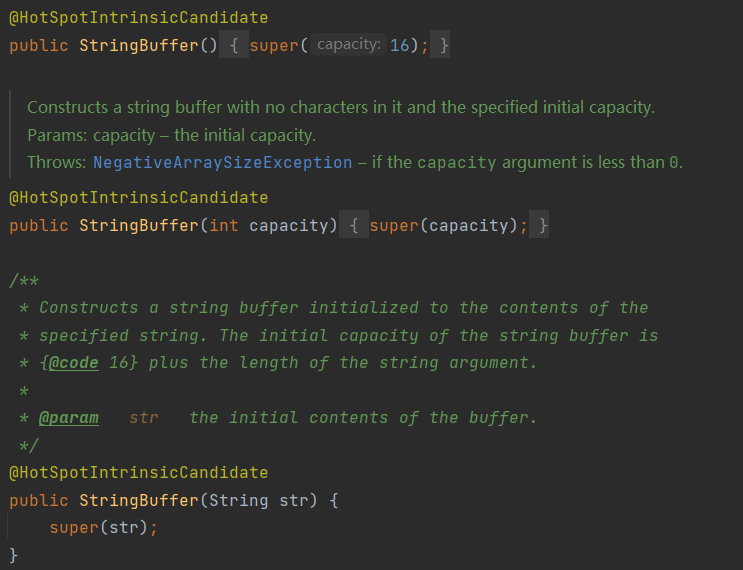 @HotSpotIntrinsicCandidate
public StringBuffer() { super( capacity: 16); }
Constructs a string buffer with no characters in it and the specified initial capacity.
Params: capacity – the initial capacity.
Throws: NegativeArraySizeException – if the capacity argument is less than 0.
@HotSpotIntrinsicCandidate
public StringBuffer(int capacity) { super(capacity); }
/**
 * Constructs a string buffer initialized to the contents of the
 * specified string. The initial capacity of the string buffer is
 * {@code 16} plus the length of the string argument.
 *
 * @param   str   the initial contents of the buffer.
 */
@HotSpotIntrinsicCandidate
public StringBuffer(String str) {
    super(str);
}